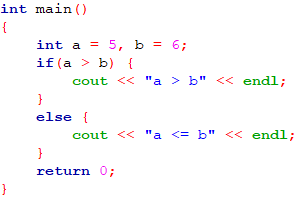 int main()
{
    int a = 5, b = 6;
    if(a > b) {
        cout << "a > b" << endl;
    }
    else {
        cout << "a <= b" << endl;
    }
    return 0;
}